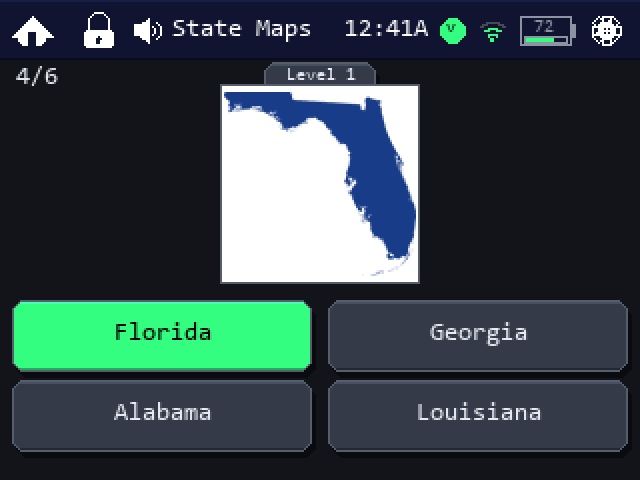 State Maps 12:41A V 72
4/6
Level 1
Florida
Georgia
Alabama
Louisiana